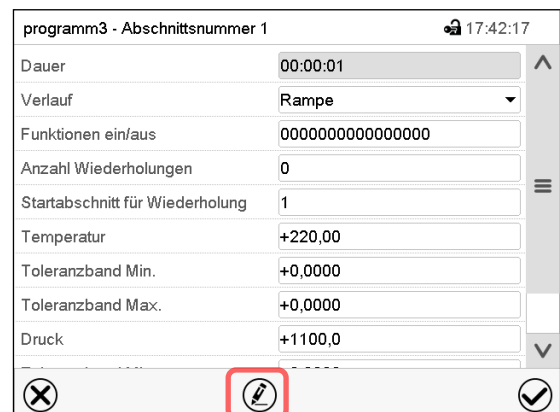 programm3 - Abschnittsnummer 1 17:42:17
Dauer 00:00:01
Verlauf Rampe
Funktionen ein/aus 0000000000000000
Anzahl Wiederholungen 0
Startabschnitt für Wiederholung 1
Temperatur +220,00
Toleranzband Min. +0,0000
Toleranzband Max. +0,0000
Druck +1100,0